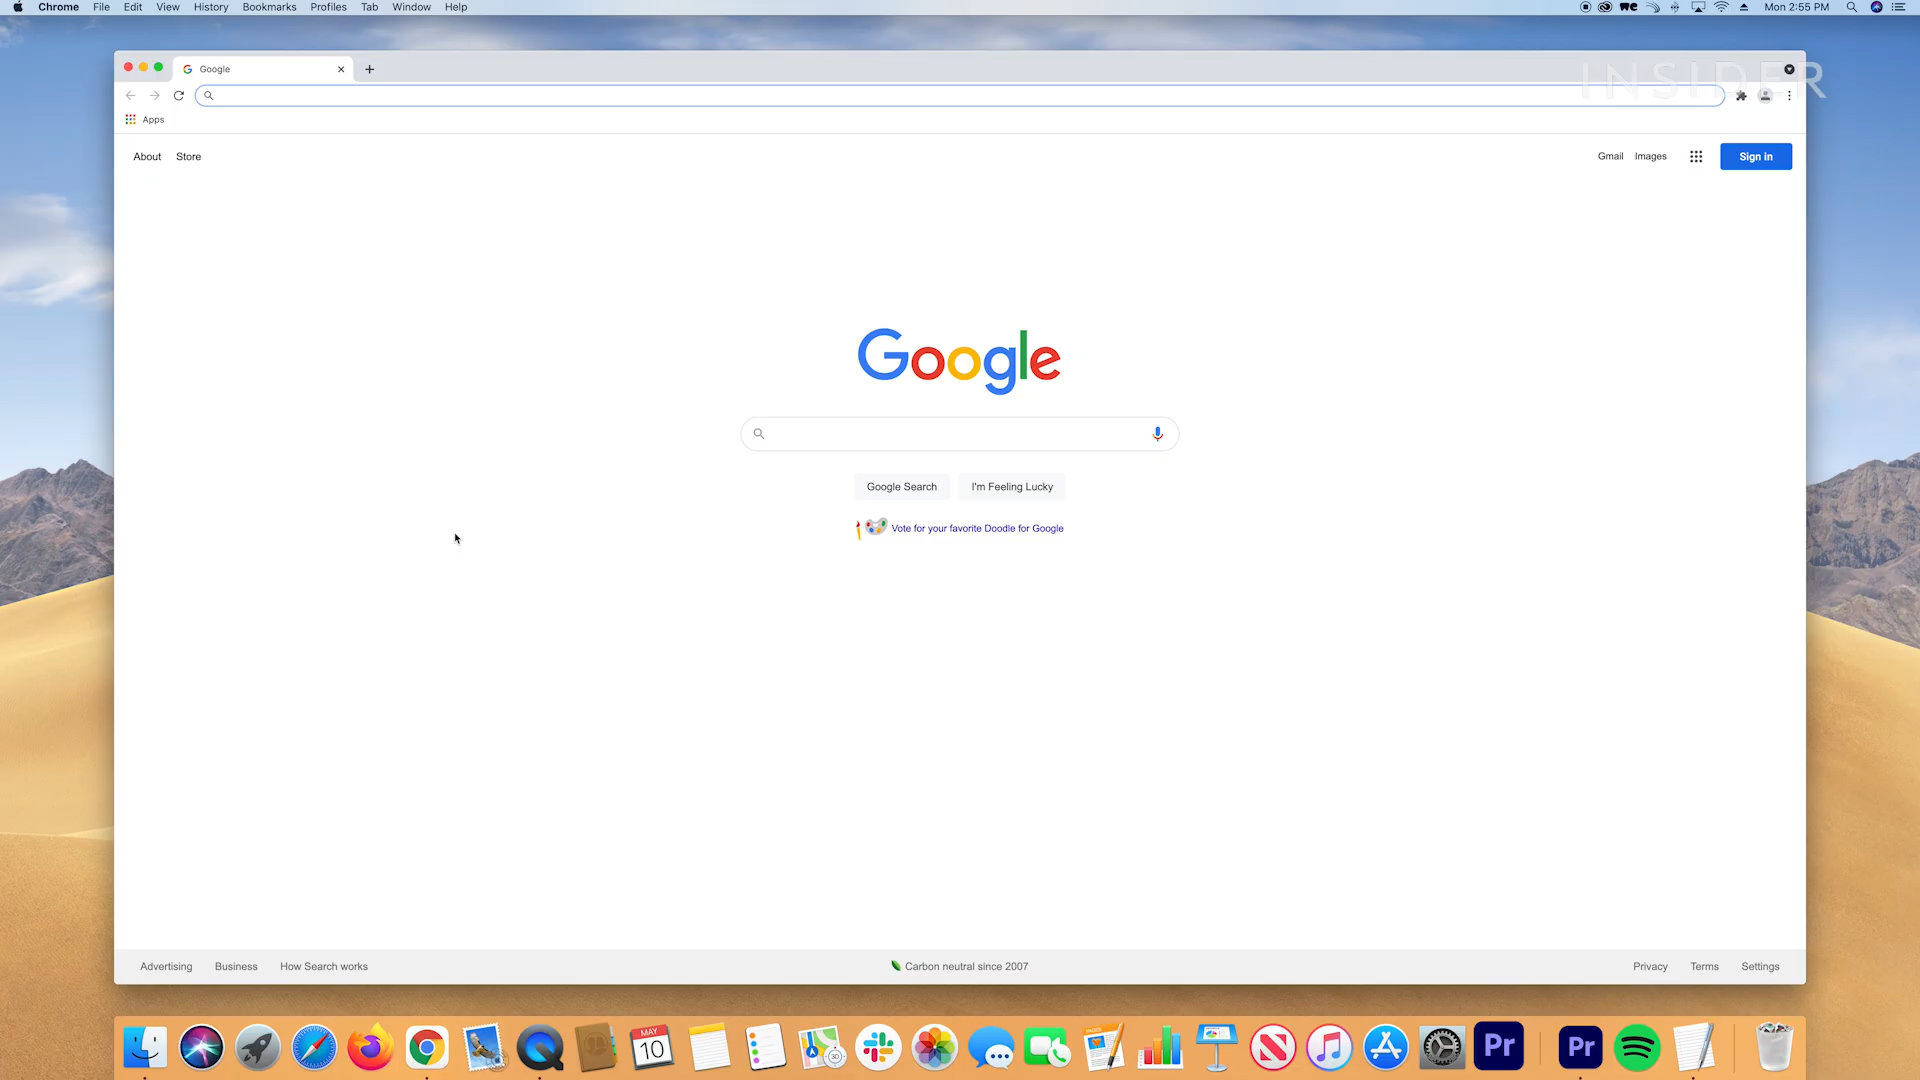 Chrome File Edit View History Bookmarks Profiles Tab Window Help Mon 2:55 PM
Google
INSIDER
Apps
About Store Gmail Images Sign in
Google
Google Search I'm Feeling Lucky
Vote for your favorite Doodle for Google
Advertising Business How Search works Carbon neutral since 2007 Privacy Terms Settings
MAY
10
Pr Pr